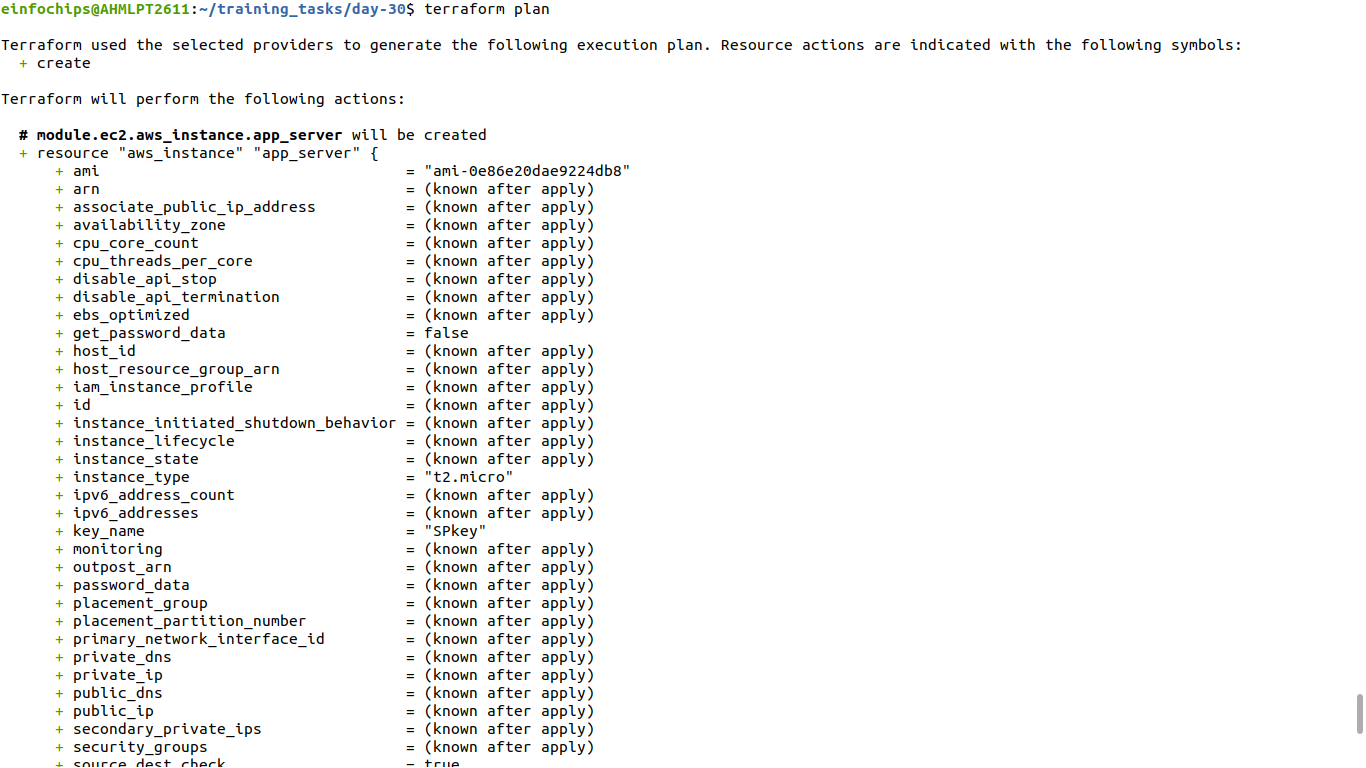 einfochips@AHMLPT2611:~/training_tasks/day-30$ terraform plan
Terraform used the selected providers to generate the following execution plan. Resource actions are indicated with the following symbols:
+ create
Terraform will perform the following actions:
# module.ec2.aws_instance.app_server will be created
+ resource "aws_instance" "app_server" {
+ ami = "ami-0e86e20dae9224db8"
+ arn = (known after apply)
+ associate_public_ip_address = (known after apply)
+ availability_zone = (known after apply)
+ cpu_core_count = (known after apply)
+ cpu_threads_per_core = (known after apply)
+ disable_api_stop = (known after apply)
+ disable_api_termination = (known after apply)
+ ebs_optimized = (known after apply)
+ get_password_data = false
+ host_id = (known after apply)
+ host_resource_group_arn = (known after apply)
+ iam_instance_profile = (known after apply)
+ id = (known after apply)
+ instance_initiated_shutdown_behavior = (known after apply)
+ instance_lifecycle = (known after apply)
+ instance_state = (known after apply)
+ instance_type = "t2.micro"
+ ipv6_address_count = (known after apply)
+ ipv6_addresses = (known after apply)
+ key_name = "SPkey"
+ monitoring = (known after apply)
+ outpost_arn = (known after apply)
+ password_data = (known after apply)
+ placement_group = (known after apply)
+ placement_partition_number = (known after apply)
+ primary_network_interface_id = (known after apply)
+ private_dns = (known after apply)
+ private_ip = (known after apply)
+ public_dns = (known after apply)
+ public_ip = (known after apply)
+ secondary_private_ips = (known after apply)
+ security_groups = (known after apply)
+ source_dest_check = true